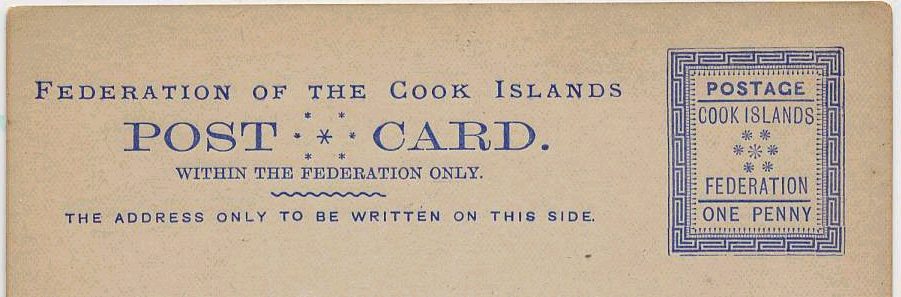 FEDERATION OF THE COOK ISLANDS
POST CARD.
WITHIN THE FEDERATION ONLY.
THE ADDRESS ONLY TO BE WRITTEN ON THIS SIDE.
POSTAGE
COOK ISLANDS
FEDERATION
ONE PENNY